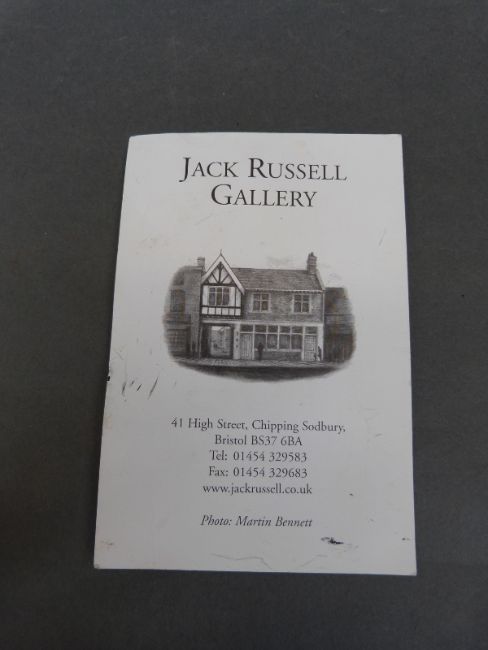 JACK RUSSELL
GALLERY
41 High Street, Chipping Sodbury,
Bristol BS37 6BA
Tel: 01454 329583
Fax: 01454 329683
www.jackrussell.co.uk
Photo: Martin Bennett